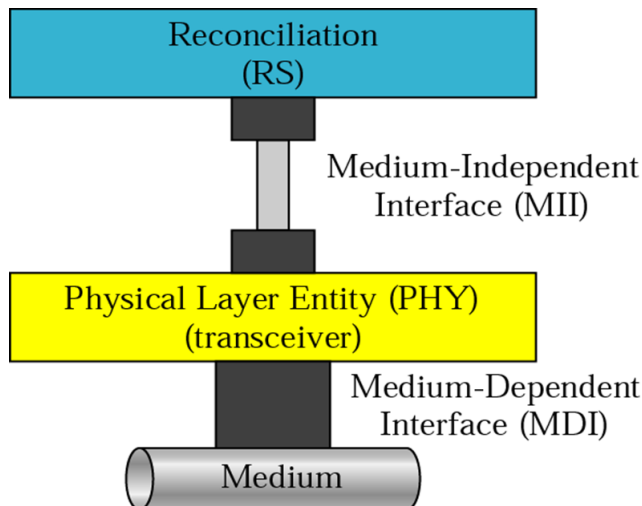 Reconciliation
(RS)
Medium-Independent
Interface (MII)
Physical Layer Entity (PHY)
(transceiver)
Medium-Dependent
Interface (MDI)
Medium